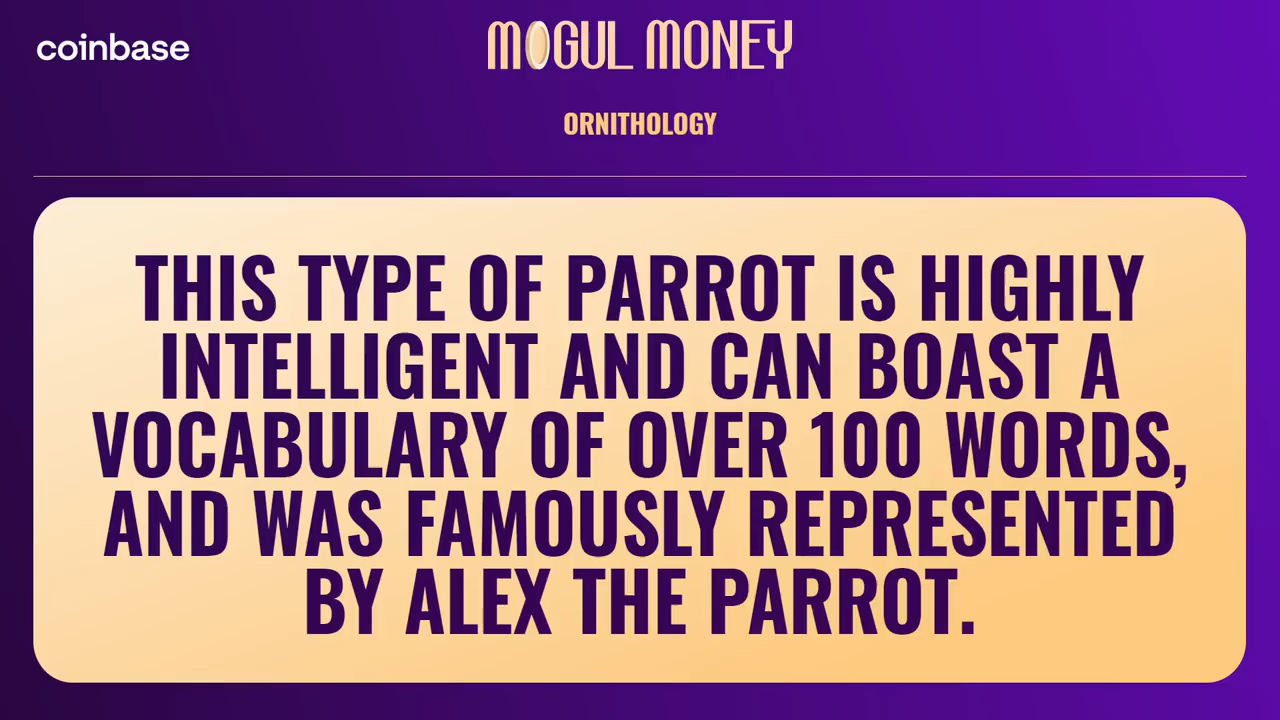 coinbase
MOGUL MONEY
ORNITHOLOGY
THIS TYPE OF PARROT IS HIGHLY
INTELLIGENT AND CAN BOAST A
VOCABULARY OF OVER 100 WORDS,
AND WAS FAMOUSLY REPRESENTED
BY ALEX THE PARROT.